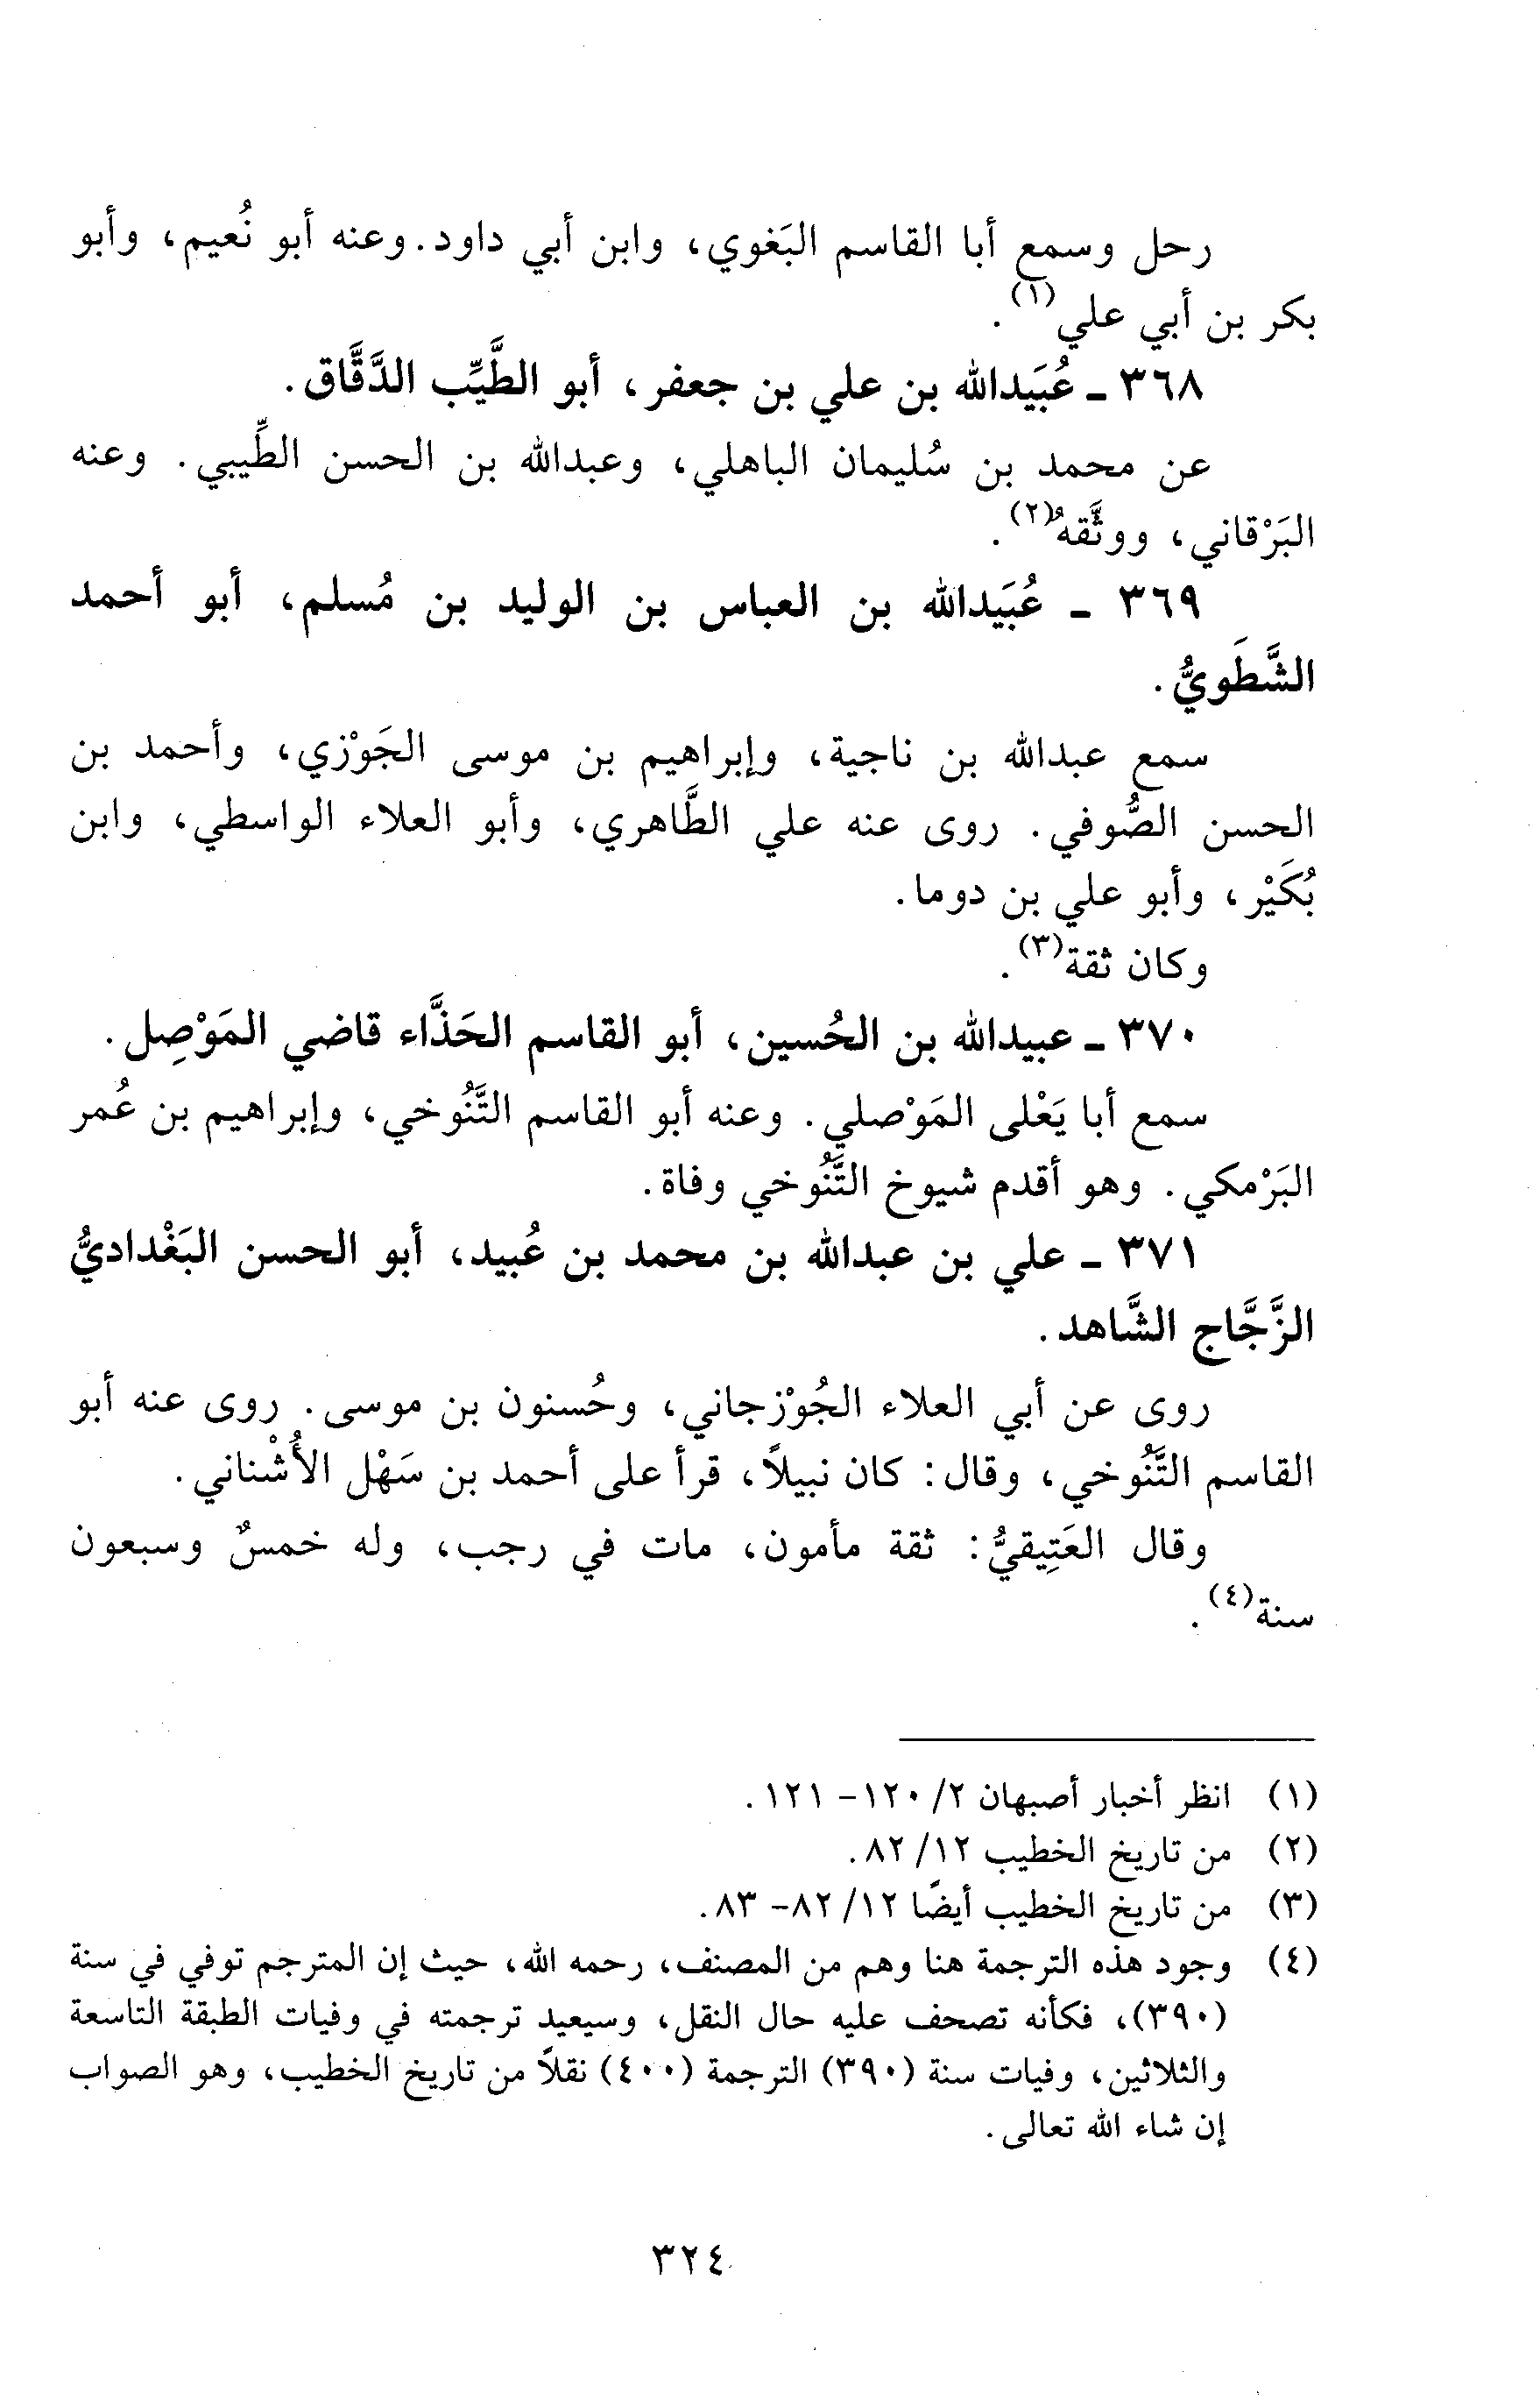 رحل وسمع أبا القاسم البَغوي، وابن أبي داود. وعنه أبو نُعيم، وأبو
بكر بن أبي علي(١).
٣٦٨ ـ عُبَيدالله بن علي بن جعفر، أبو الطَّيِّب الدَّقَّاق.
عن محمد بن سُليمان الباهلي، وعبدالله بن الحسن الطِّيبي. وعنه
البَرْقاني، ووثَّقهُ(٢).
٣٦٩ ـ عُبَيدالله بن العباس بن الوليد بن مُسلم، أبو أحمد
الشَّطَويُّ.
سمع عبدالله بن ناجية، وإبراهيم بن موسى الجَوْزي، وأحمد بن
الحسن الصُّوفي. روى عنه علي الطَّاهري، وأبو العلاء الواسطي، وابن
بُكَيْر، وأبو علي بن دوما.
وكان ثقة(٣).
٣٧٠ ـ عبيدالله بن الحُسين، أبو القاسم الحَذَّاء قاضي المَوْصِل.
سمع أبا يَعْلى المَوْصلي. وعنه أبو القاسم التَّنُوخي، وإبراهيم بن عُمر
البَرْمكي. وهو أقدم شيوخ التَّنُوخي وفاة.
٣٧١ ـ علي بن عبدالله بن محمد بن عُبيد، أبو الحسن البَغْداديُّ
الزَّجَّاج الشَّاهد.
روى عن أبي العلاء الجُوْزجاني، وحُسنون بن موسى. روى عنه أبو
القاسم التَّنُوخي، وقال: كان نبيلاً، قرأ على أحمد بن سَهْل الأُشْناني.
وقال العَتِيقيُّ: ثقة مأمون، مات في رجب، وله خمسٌ وسبعون
سنة(٤).
(١) انظر أخبار أصبهان ٢/ ١٢٠- ١٢١.
(٢) من تاريخ الخطيب ١٢/ ٨٢.
(٣) من تاريخ الخطيب أيضًا ١٢/ ٨٢- ٨٣.
(٤) وجود هذه الترجمة هنا وهم من المصنف، رحمه الله، حيث إن المترجم توفي في سنة
(٣٩٠)، فكأنه تصحف عليه حال النقل، وسيعيد ترجمته في وفيات الطبقة التاسعة
والثلاثين، وفيات سنة (٣٩٠) الترجمة (٤٠٠) نقلاً من تاريخ الخطيب، وهو الصواب
إن شاء الله تعالى.
٣٢٤